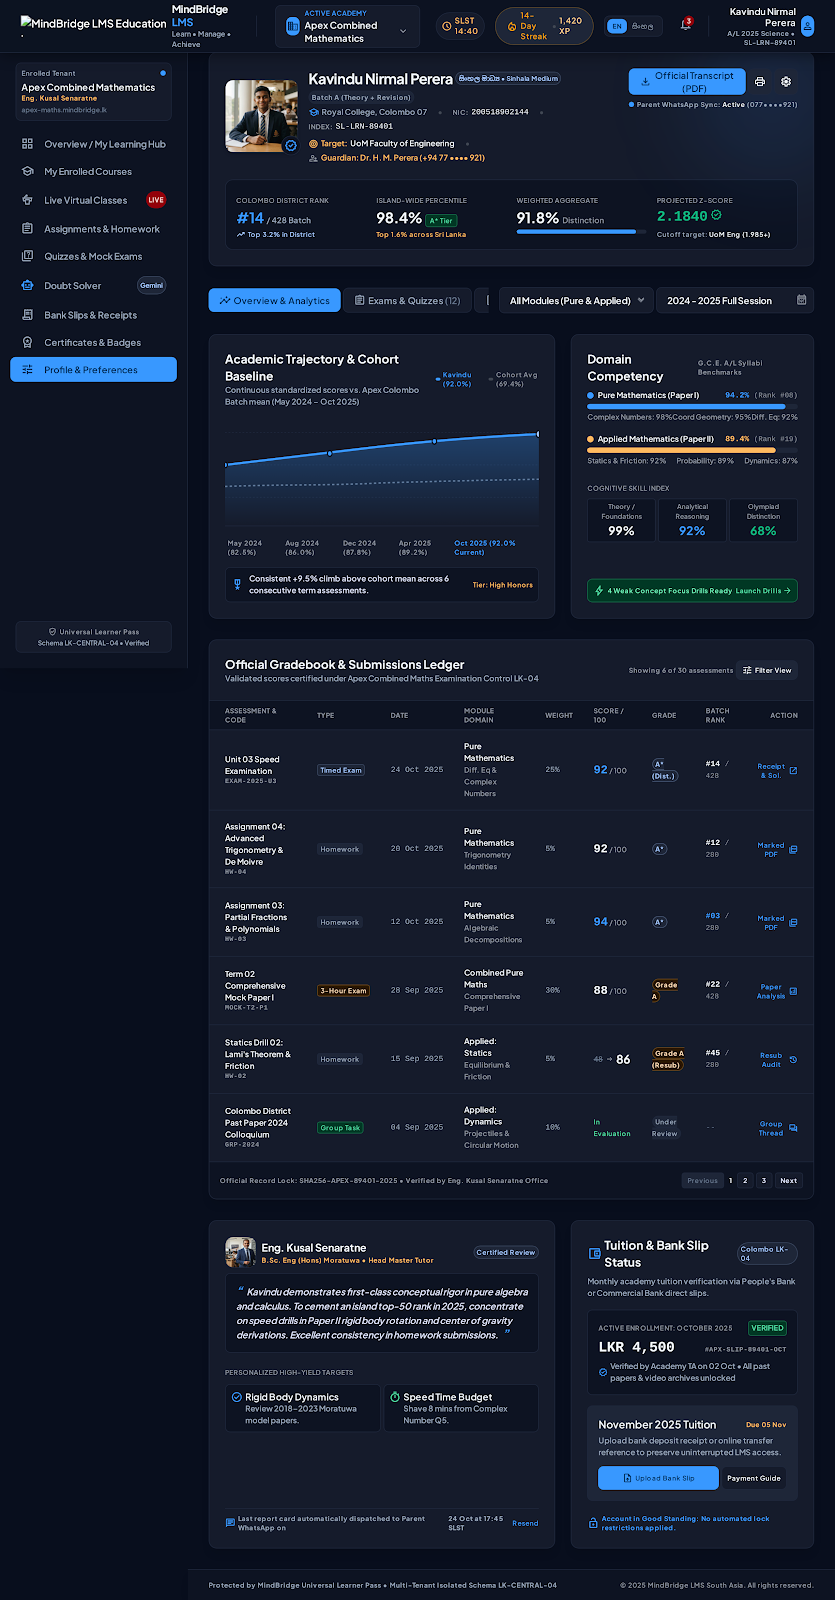 MindBridge LMS Education
MindBridge
LMS
Learn • Manage •
Achieve
ACTIVE ACADEMY
Apex Combined
Mathematics
SLST
14:40
14-
Day
Streak
1,420
XP
EN
සිංහල
3
Kavindu Nirmal
Perera
A/L 2025 Science •
SL-LRN-89401
Enrolled Tenant
Apex Combined Mathematics
Eng. Kusal Senaratne
apex-maths.mindbridge.lk
Overview / My Learning Hub
My Enrolled Courses
Live Virtual Classes LIVE
Assignments & Homework
Quizzes & Mock Exams
Doubt Solver Gemini
Bank Slips & Receipts
Certificates & Badges
Profile & Preferences
Universal Learner Pass
Schema LK-CENTRAL-04 • Verified
Kavindu Nirmal Perera සිංහල මාධ්‍ය • Sinhala Medium
Batch A (Theory + Revision)
Royal College, Colombo 07 • NIC: 200518902144 •
INDEX: SL-LRN-89401
Target: UoM Faculty of Engineering •
Guardian: Dr. H. M. Perera (+94 77 •••• 921)
Official Transcript
(PDF)
Parent WhatsApp Sync: Active (077••••921)
COLOMBO DISTRICT RANK
#14 / 428 Batch
Top 3.2% in District
ISLAND-WIDE PERCENTILE
98.4% A* Tier
Top 1.6% across Sri Lanka
WEIGHTED AGGREGATE
91.8% Distinction
PROJECTED Z-SCORE
2.1840
Cutoff target: UoM Eng (1.985+)
Overview & Analytics
Exams & Quizzes (12)
All Modules (Pure & Applied)
2024 - 2025 Full Session
Academic Trajectory & Cohort
Baseline
Continuous standardized scores vs. Apex Colombo
Batch mean (May 2024 – Oct 2025)
Kavindu
(92.0%)
Cohort Avg
(69.4%)
May 2024
(82.5%)
Aug 2024
(86.0%)
Dec 2024
(87.8%)
Apr 2025
(89.2%)
Oct 2025 (92.0%
Current)
Consistent +9.5% climb above cohort mean across 6
consecutive term assessments.
Tier: High Honors
Domain
Competency
G.C.E. A/L Syllabi
Benchmarks
Pure Mathematics (Paper I) 94.2% (Rank #08)
Complex Numbers: 98% Coord Geometry: 95% Diff. Eq: 92%
Applied Mathematics (Paper II) 89.4% (Rank #19)
Statics & Friction: 92% Probability: 89% Dynamics: 87%
COGNITIVE SKILL INDEX
Theory /
Foundations
99%
Analytical
Reasoning
92%
Olympiad
Distinction
68%
4 Week Concept Focus Drills Ready Launch Drills →
Official Gradebook & Submissions Ledger
Validated scores certified under Apex Combined Maths Examination Control LK-04
Showing 6 of 30 assessments Filter View
ASSESSMENT &
CODE
TYPE
DATE
MODULE
DOMAIN
WEIGHT
SCORE /
100
GRADE
BATCH
RANK
ACTION
Unit 03 Speed
Examination
EXAM-2025-U3
Timed Exam
24 Oct 2025
Pure
Mathematics
Diff. Eq &
Complex
Numbers
25%
92 / 100
A*
(Dist.)
#14 /
428
Receipt
& Sol.
Assignment 04:
Advanced
Trigonometry &
De Moivre
HW-04
Homework
20 Oct 2025
Pure
Mathematics
Trigonometry
Identities
5%
92 / 100
A*
#12 /
280
Marked
PDF
Assignment 03:
Partial Fractions
& Polynomials
HW-03
Homework
12 Oct 2025
Pure
Mathematics
Algebraic
Decompositions
5%
94 / 100
A*
#03 /
280
Marked
PDF
Term 02
Comprehensive
Mock Paper I
MOCK-T2-P1
3-Hour Exam
28 Sep 2025
Combined Pure
Maths
Comprehensive
Paper I
30%
88 / 100
Grade
A
#22 /
428
Paper
Analysis
Statics Drill 02:
Lami's Theorem &
Friction
HW-02
Homework
15 Sep 2025
Applied:
Statics
Equilibrium &
Friction
5%
48 → 86
Grade A
(Resub)
#45 /
280
Resub
Audit
Colombo District
Past Paper 2024
Colloquium
GRP-2024
Group Task
04 Sep 2025
Applied:
Dynamics
Projectiles &
Circular Motion
10%
In
Evaluation
Under
Review
--
Group
Thread
Official Record Lock: SHA256-APEX-89401-2025 • Verified by Eng. Kusal Senaratne Office
Previous 1 2 3 Next
Eng. Kusal Senaratne
B.Sc. Eng (Hons) Moratuwa • Head Master Tutor
Certified Review
“ Kavindu demonstrates first-class conceptual rigor in pure algebra
and calculus. To cement an island top-50 rank in 2025, concentrate
on speed drills in Paper II rigid body rotation and center of gravity
derivations. Excellent consistency in homework submissions. ”
PERSONALIZED HIGH-YIELD TARGETS
Rigid Body Dynamics
Review 2018–2023 Moratuwa
model papers.
Speed Time Budget
Shave 8 mins from Complex
Number Q5.
Last report card automatically dispatched to Parent
WhatsApp on
24 Oct at 17:45
SLST
Resend
Tuition & Bank Slip
Status
Colombo LK-
04
Monthly academy tuition verification via People's Bank
or Commercial Bank direct slips.
ACTIVE ENROLLMENT: OCTOBER 2025 VERIFIED
LKR 4,500 #APX-SLIP-89401-OCT
Verified by Academy TA on 02 Oct • All past
papers & video archives unlocked
November 2025 Tuition Due 05 Nov
Upload bank deposit receipt or online transfer
reference to preserve uninterrupted LMS access.
Upload Bank Slip Payment Guide
Account in Good Standing: No automated lock
restrictions applied.
Protected by MindBridge Universal Learner Pass • Multi-Tenant Isolated Schema LK-CENTRAL-04
© 2025 MindBridge LMS South Asia. All rights reserved.